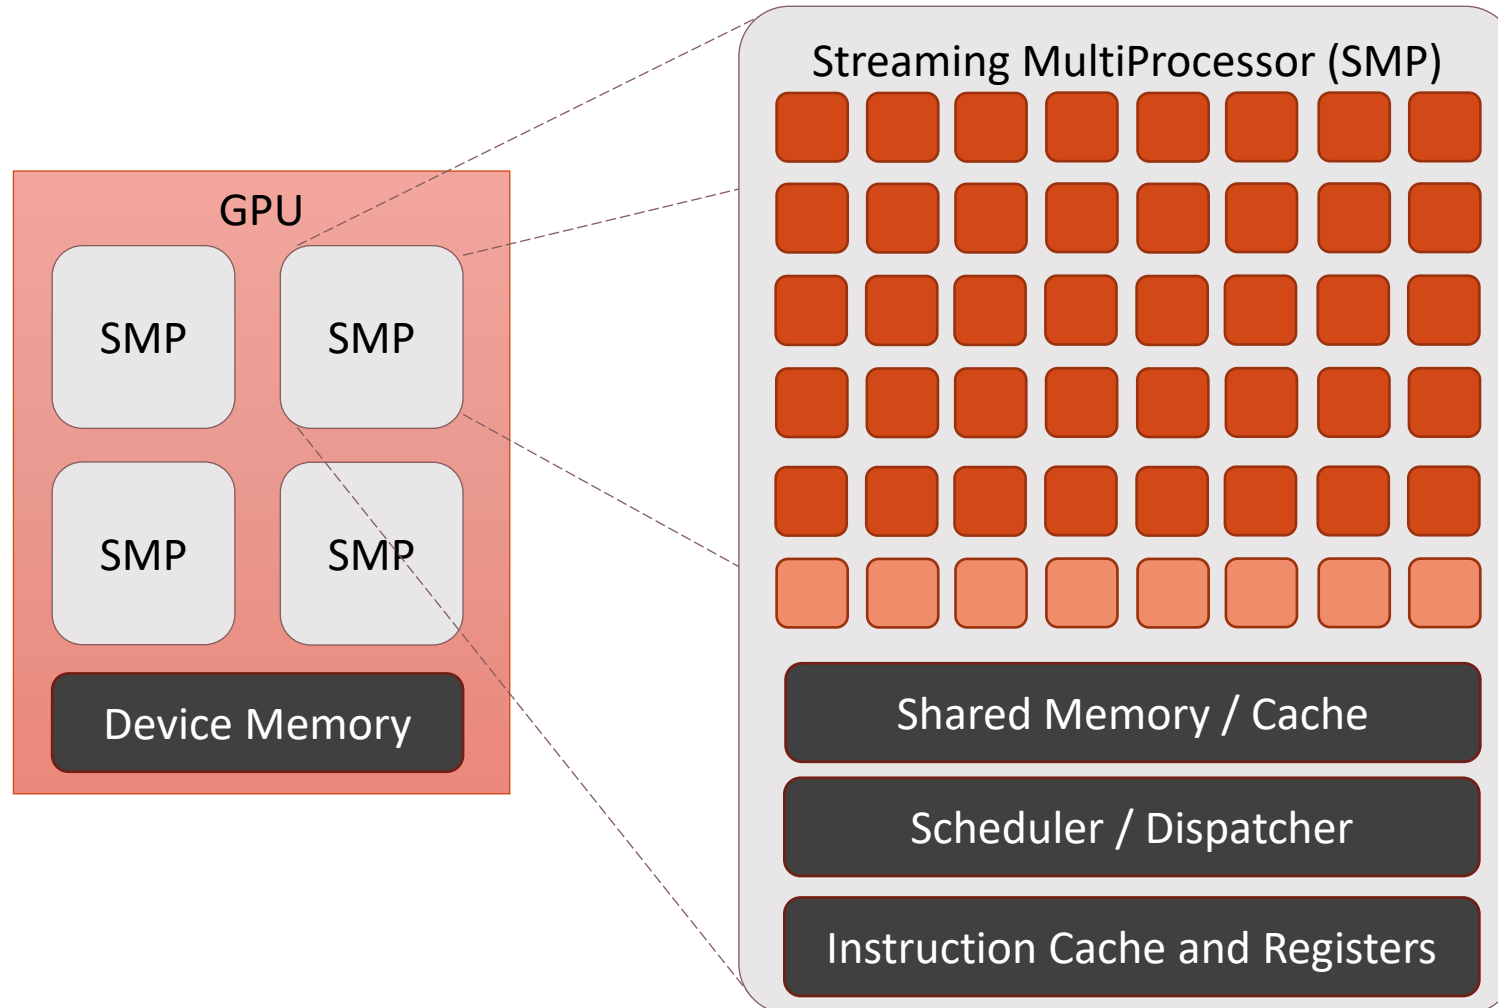 GPU
SMP
SMP
SMP
SMP
Device Memory
Streaming MultiProcessor (SMP)
Shared Memory / Cache
Scheduler / Dispatcher
Instruction Cache and Registers